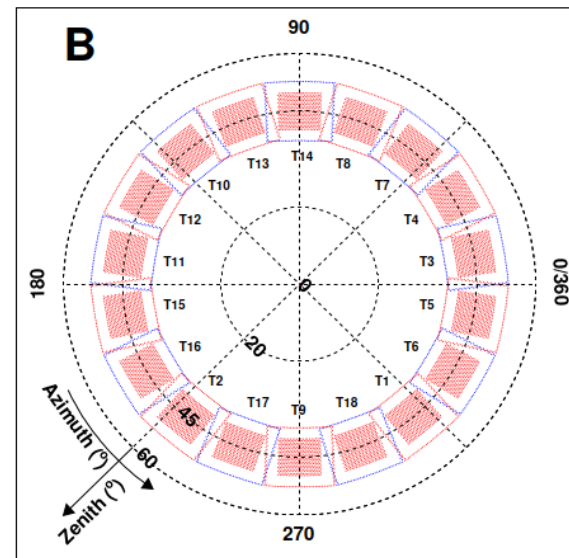 B
90
T13 T14 T8
T10 T7
T12 T4
T11 T3
180 0 0/360
T15 T5
T16 20 T6
T2 T1
T17 T9 T18
45
60
Azimuth (º)
Zenith (º)
270